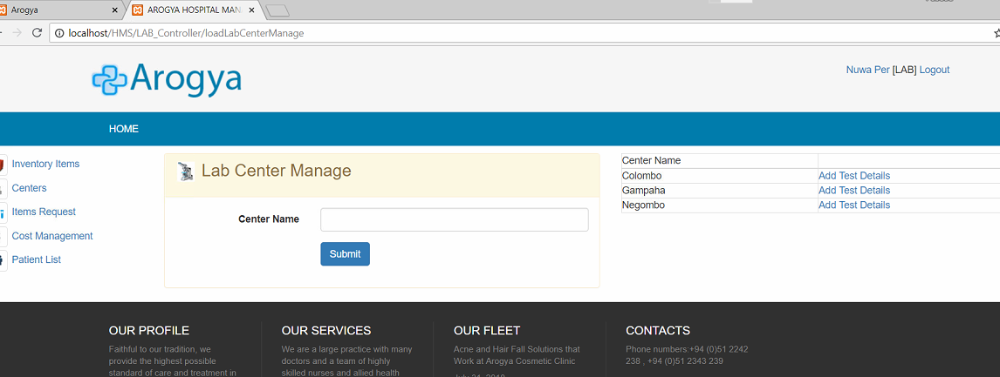 Arogya
AROGYA HOSPITAL MAN
localhost/HMS/LAB_Controller/loadLabCenterManage
Arogya
Nuwa Per [LAB] Logout
HOME
Inventory Items
Centers
Items Request
Cost Management
Patient List
Lab Center Manage
Center Name
Submit
Center Name
Colombo Add Test Details
Gampaha Add Test Details
Negombo Add Test Details
OUR PROFILE
Faithful to our tradition, we
provide the highest possible
standard of care and treatment in
OUR SERVICES
We are a large practice with many
doctors and a team of highly
skilled nurses and allied health
OUR FLEET
Acne and Hair Fall Solutions that
Work at Arogya Cosmetic Clinic
CONTACTS
Phone numbers:+94 (0)51 2242
238 , +94 (0)51 2343 239